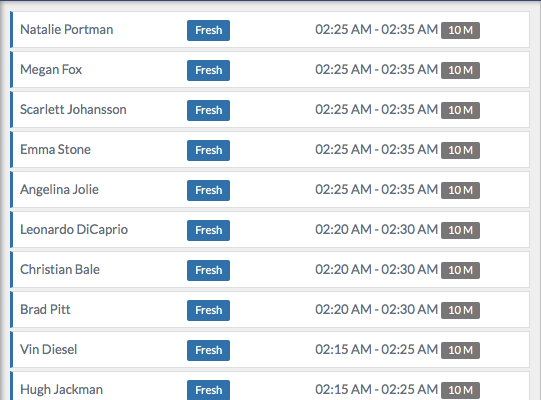 Natalie Portman Fresh 02:25 AM - 02:35 AM 10 M
Megan Fox Fresh 02:25 AM - 02:35 AM 10 M
Scarlett Johansson Fresh 02:25 AM - 02:35 AM 10 M
Emma Stone Fresh 02:25 AM - 02:35 AM 10 M
Angelina Jolie Fresh 02:25 AM - 02:35 AM 10 M
Leonardo DiCaprio Fresh 02:20 AM - 02:30 AM 10 M
Christian Bale Fresh 02:20 AM - 02:30 AM 10 M
Brad Pitt Fresh 02:20 AM - 02:30 AM 10 M
Vin Diesel Fresh 02:15 AM - 02:25 AM 10 M
Hugh Jackman Fresh 02:15 AM - 02:25 AM 10 M